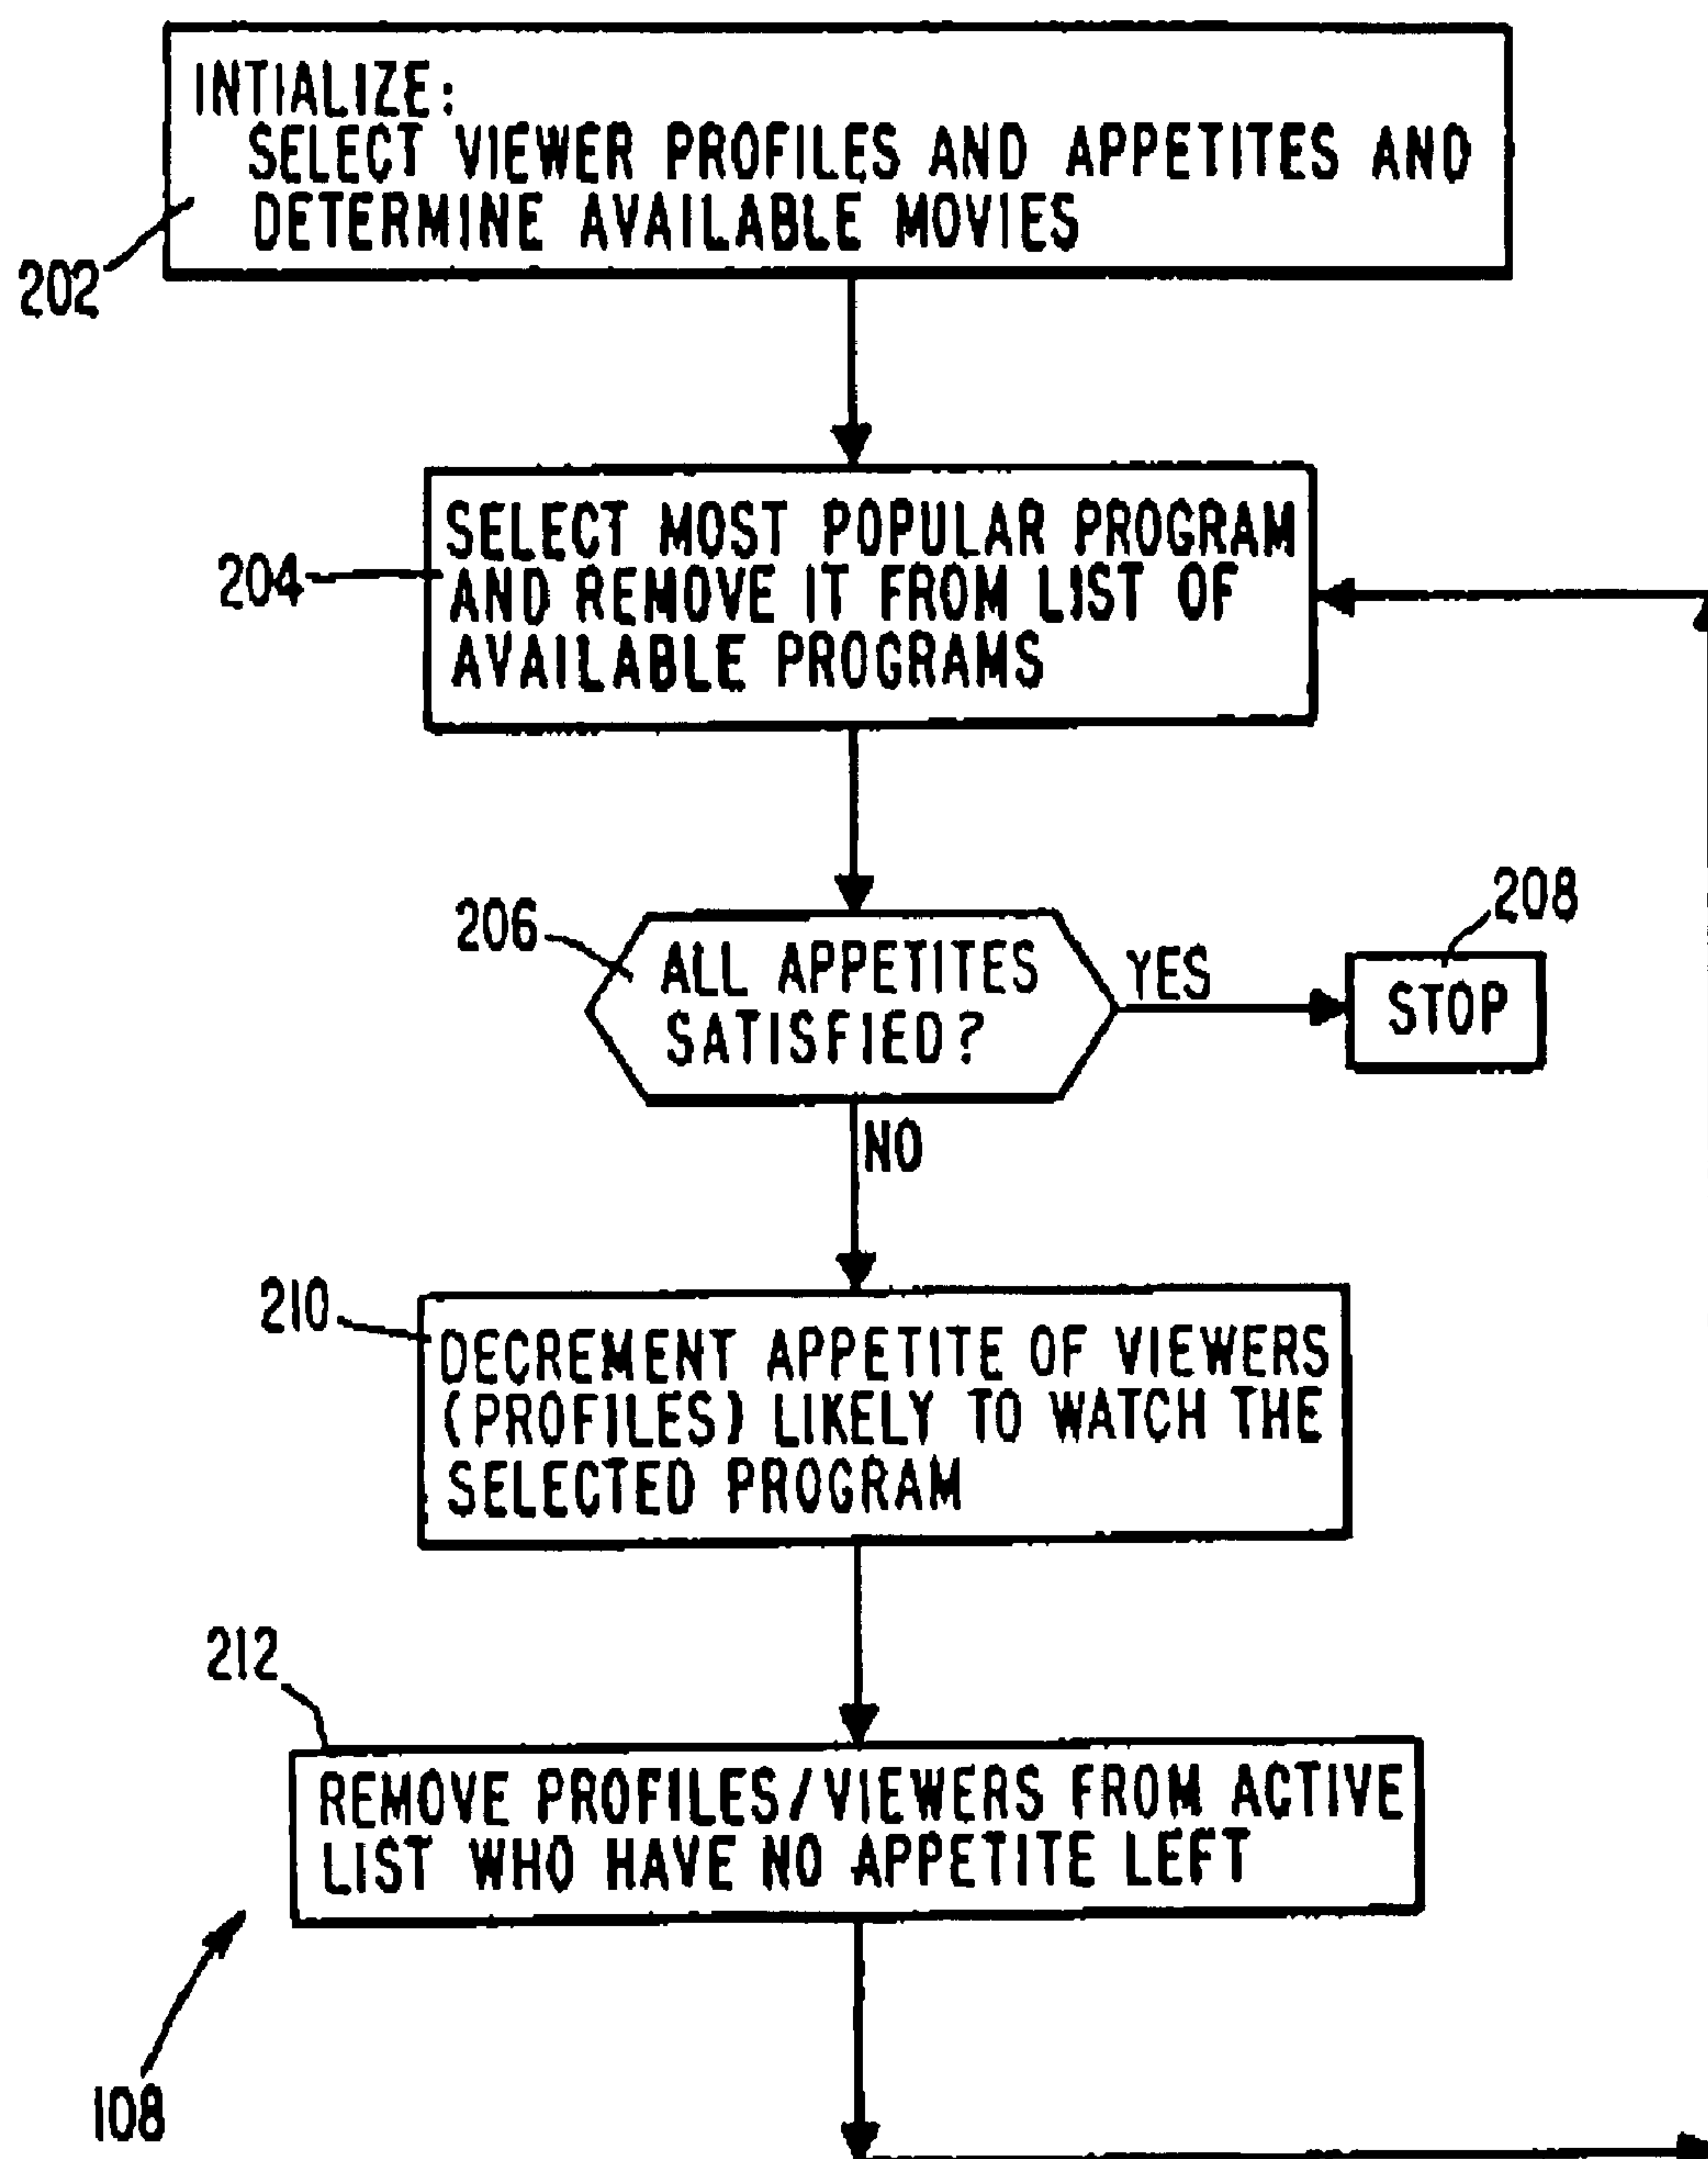 INTIALIZE:
SELECT VIEWER PROFILES AND APPETITES AND
DETERMINE AVAILABLE MOVIES
202
SELECT MOST POPULAR PROGRAM
AND REMOVE IT FROM LIST OF
AVAILABLE PROGRAMS
204
206
ALL APPETITES
SATISFIED?
YES
208
STOP
NO
210
DECREMENT APPETITE OF VIEWERS
(PROFILES) LIKELY TO WATCH THE
SELECTED PROGRAM
212
REMOVE PROFILES/VIEWERS FROM ACTIVE
LIST WHO HAVE NO APPETITE LEFT
108